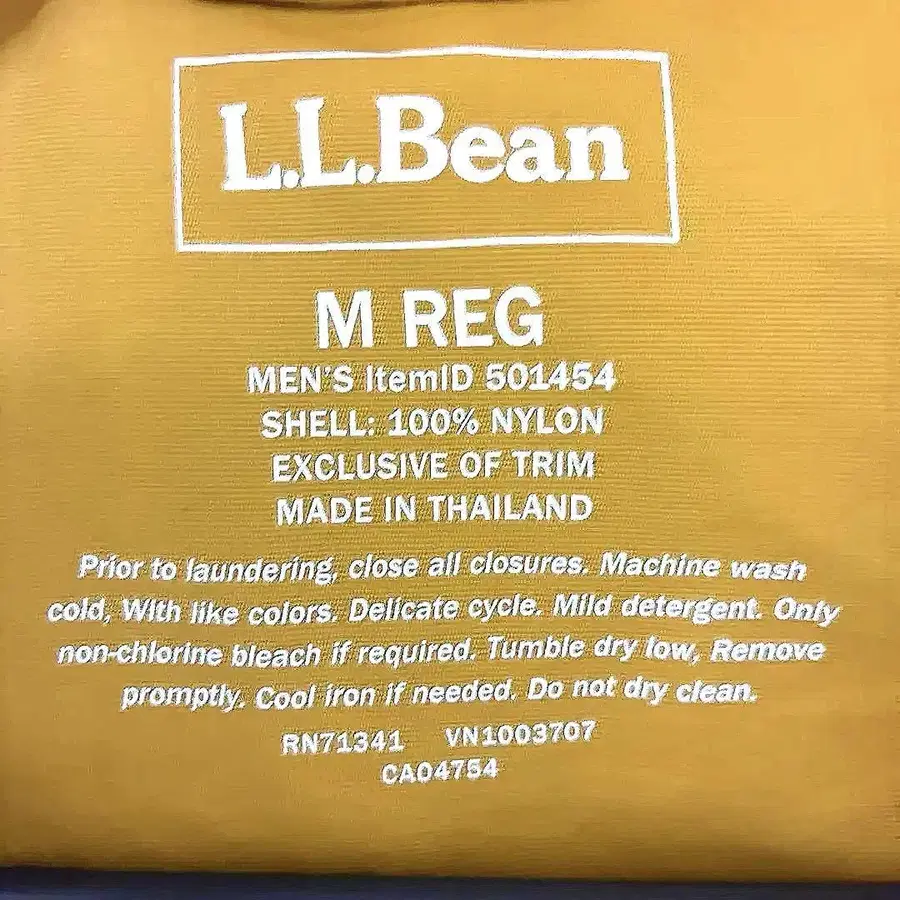 L.L.Bean
M REG
MEN'S ItemID 501454
SHELL: 100% NYLON
EXCLUSIVE OF TRIM
MADE IN THAILAND
Prior to laundering, close all closures. Machine wash
cold, With like colors. Delicate cycle. Mild detergent. Only
non-chlorine bleach if required. Tumble dry low, Remove
promptly. Cool iron if needed. Do not dry clean.
RN71341 VN1003707
CA04754